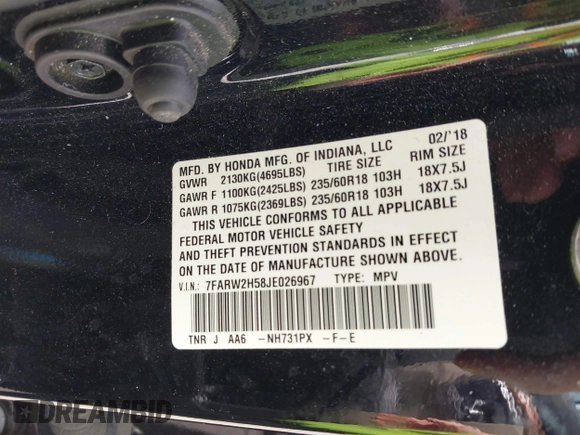 MFD. BY HONDA MFG. OF INDIANA, LLC 02/'18
GVWR 2130KG(4695LBS) TIRE SIZE RIM SIZE
GAWR F 1100KG(2425LBS) 235/60R18 103H 18X7.5J
GAWR R 1075KG(2369LBS) 235/60R18 103H 18X7.5J
THIS VEHICLE CONFORMS TO ALL APPLICABLE
FEDERAL MOTOR VEHICLE SAFETY
AND THEFT PREVENTION STANDARDS IN EFFECT
ON THE DATE OF MANUFACTURE SHOWN ABOVE.
V.I.N.: 7FARW2H58JE026967 TYPE: MPV
TNR J AA6 -NH731PX -F-E
DREAMBID